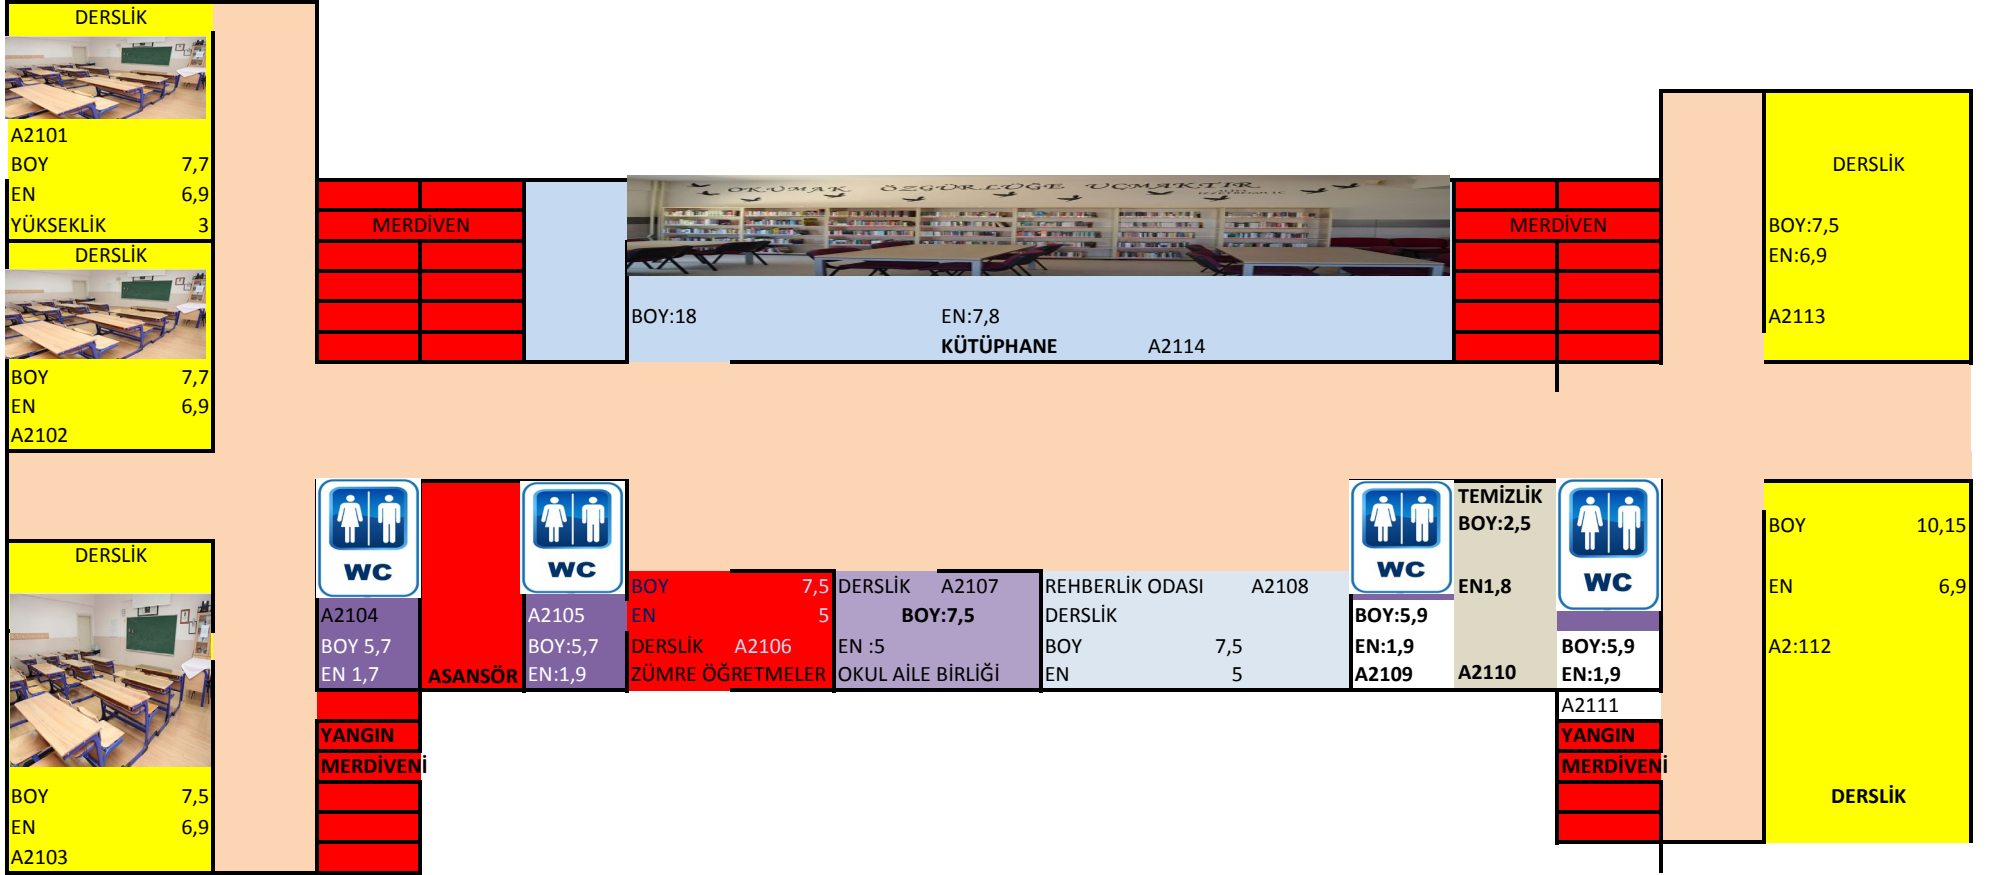 DERSLİK
A2101
BOY 7,7
EN 6,9
YÜKSEKLİK 3
DERSLİK
BOY 7,7
EN 6,9
A2102
DERSLİK
BOY 7,5
EN 6,9
A2103
MERDİVEN
OKUMAK ÖZGÜRLÜĞE UÇMAKTIR
BOY:18 EN:7,8
KÜTÜPHANE A2114
MERDİVEN
DERSLİK
BOY:7,5
EN:6,9
A2113
WC
A2104
BOY 5,7
EN 1,7
ASANSÖR
WC
A2105
BOY:5,7
EN:1,9
BOY 7,5
EN 5
DERSLİK A2106
ZÜMRE ÖĞRETMELER
DERSLİK A2107
BOY:7,5
EN :5
OKUL AİLE BİRLİĞİ
REHBERLİK ODASI A2108
DERSLİK
BOY 7,5
EN 5
WC
BOY:5,9
EN:1,9
A2109
TEMİZLİK
BOY:2,5
EN1,8
A2110
WC
BOY:5,9
EN:1,9
A2111
BOY 10,15
EN 6,9
A2:112
DERSLİK
YANGIN
MERDİVENİ
YANGIN
MERDİVENİ